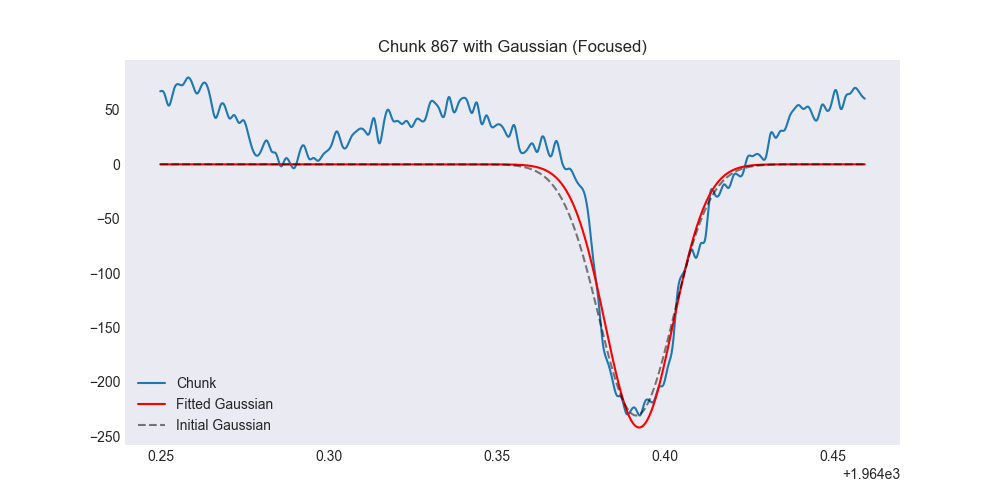 Chunk 867 with Gaussian (Focused)
50
0
−50
−100
−150
−200
−250
Chunk
Fitted Gaussian
Initial Gaussian
0.25 0.30 0.35 0.40 0.45
+1.964e3